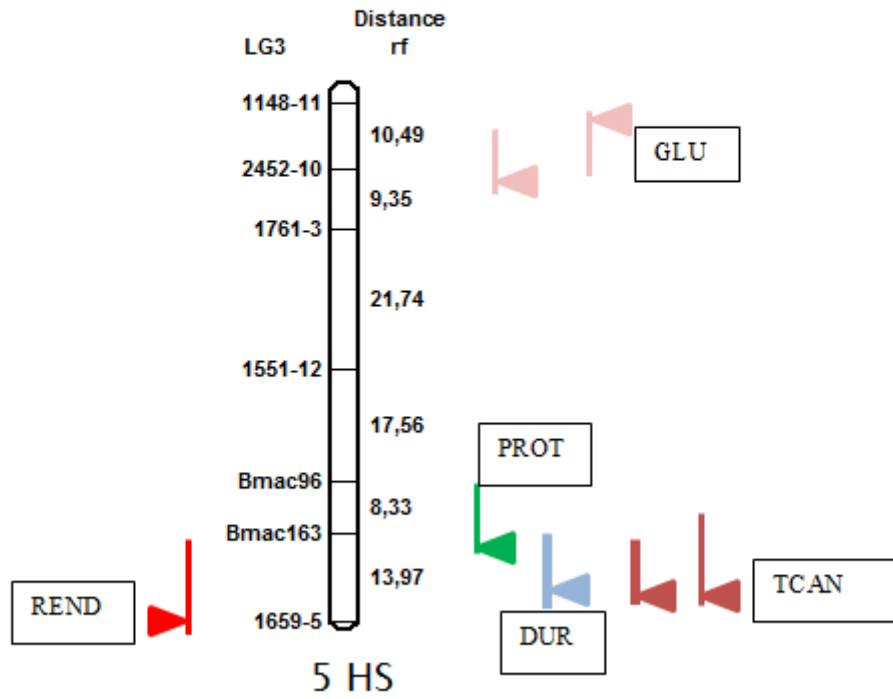 Distance
LG3 rf
1148-11
10,49
GLU
2452-10
9,35
1761-3
21,74
1551-12
17,56
PROT
Bmac96
8,33
Bmac163
13,97
TCAN
REND
1659-5
DUR
5 HS